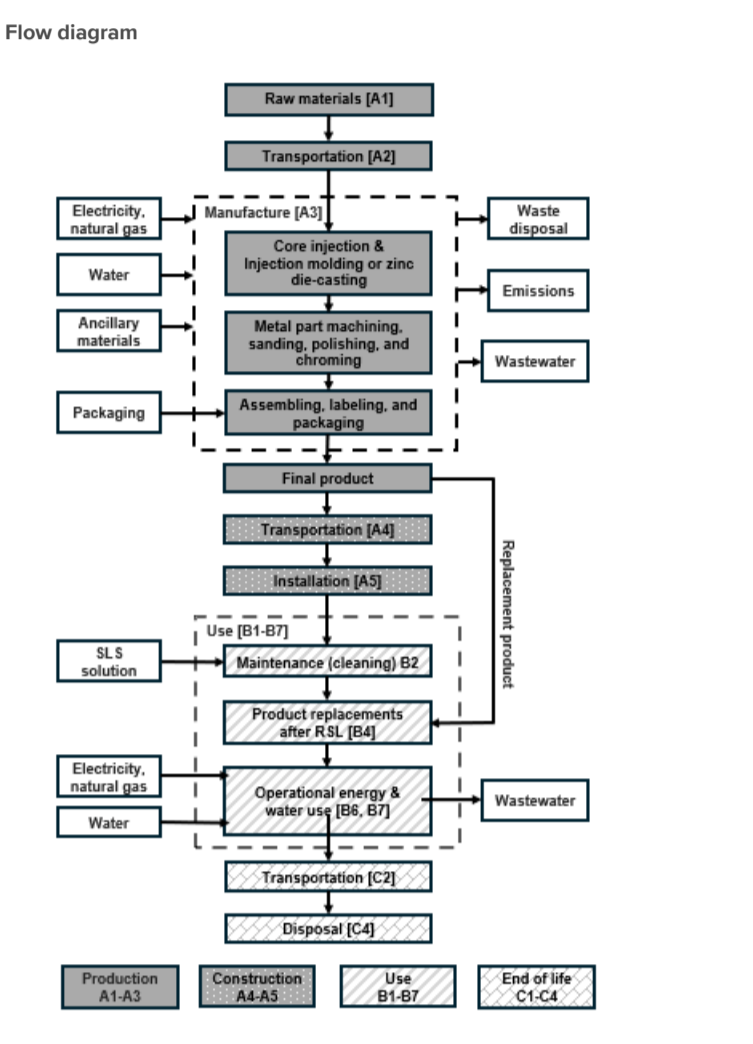 Flow diagram
Raw materials [A1]
Transportation [A2]
Electricity,
natural gas
Manufacture [A3]
Waste
disposal
Core injection &
Injection molding or zinc
die-casting
Water
Emissions
Ancillary
materials
Metal part machining,
sanding, polishing, and
chroming
Wastewater
Packaging
Assembling, labeling, and
packaging
Final product
Transportation [A4]
Replacement product
Installation [A5]
Use [B1-B7]
SLS
solution
Maintenance (cleaning) B2
Product replacements
after RSL [B4]
Electricity,
natural gas
Operational energy &
water use [B6, B7]
Wastewater
Water
Transportation [C2]
Disposal [C4]
Production
A1-A3
Construction
A4-A5
Use
B1-B7
End of life
C1-C4